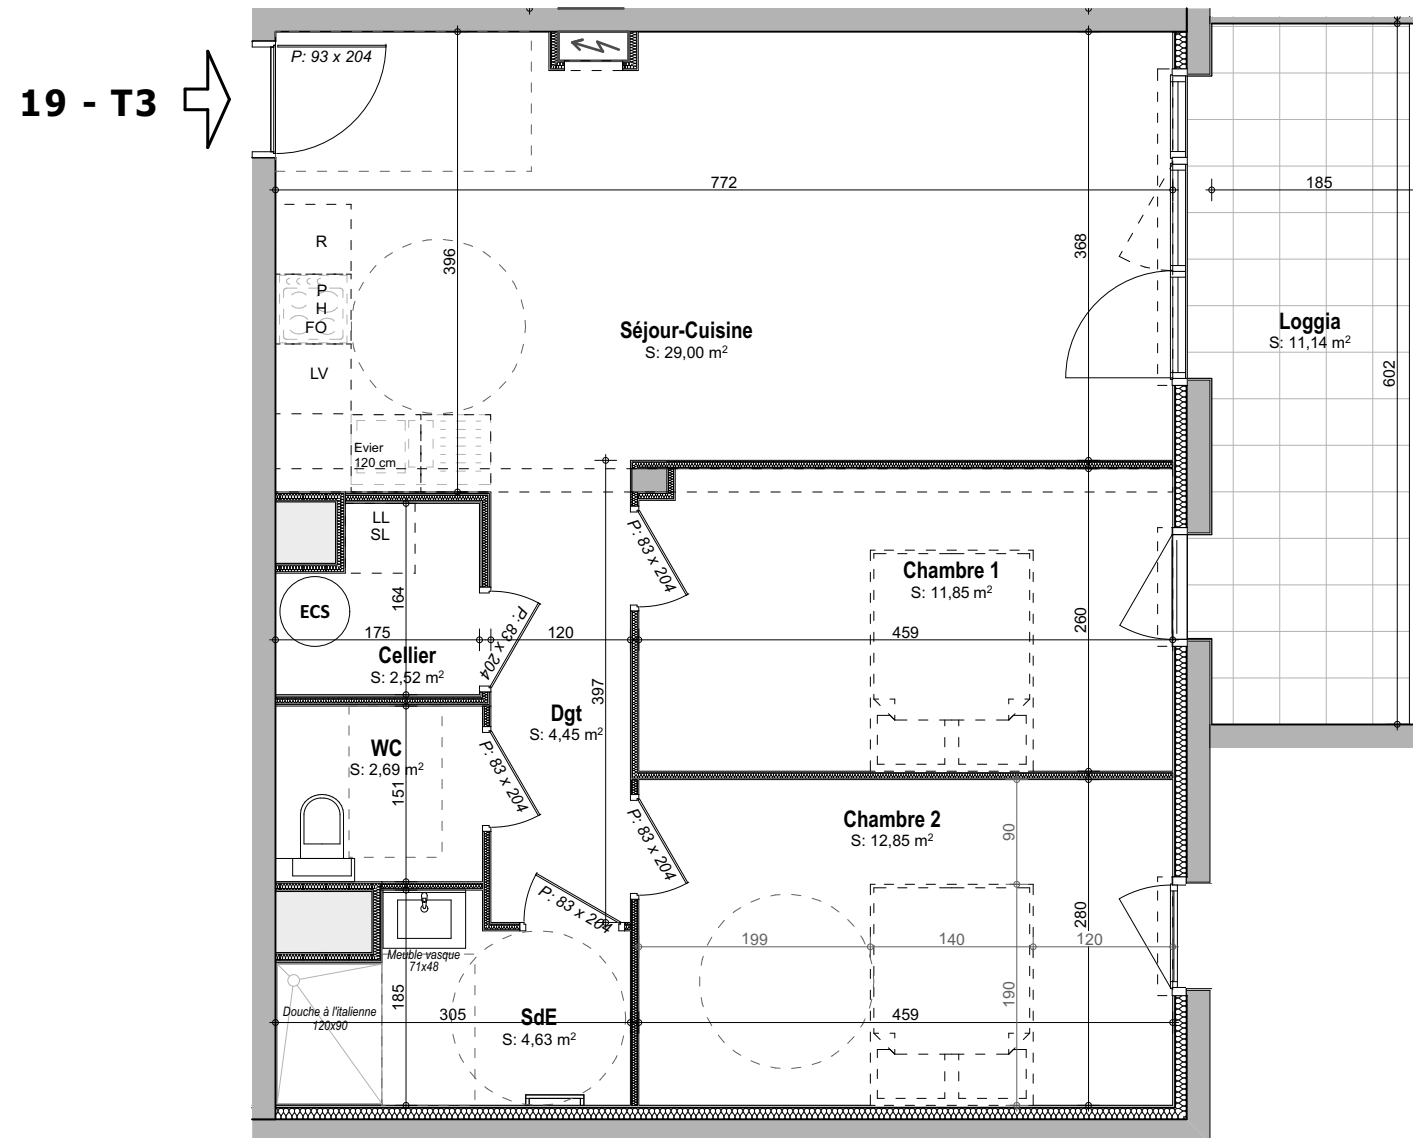 19 - T3
P: 93 x 204
772
185
396
368
R
P
H
FO
LV
Séjour-Cuisine
S: 29,00 m²
Loggia
S: 11,14 m²
602
Evier
120 cm
LL
SL
P: 83 x 204
Chambre 1
S: 11,85 m²
ECS
164
175
120
P: 83 x 204
459
260
Cellier
S: 2,52 m²
397
Dgt
S: 4,45 m²
WC
S: 2,69 m²
151
P: 83 x 204
Chambre 2
S: 12,85 m²
90
P: 83 x 204
P: 83 x 204
280
199
140
120
Meuble vasque
71x48
185
190
Douche à l'italienne
120x90
305
SdE
S: 4,63 m²
459